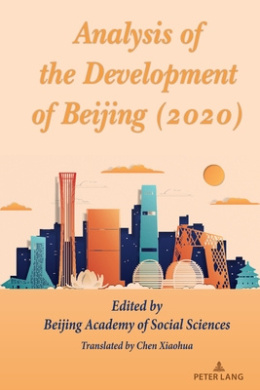 Analysis of
the Development
of Beijing (2020)
Edited by
Beijing Academy of Social Sciences
Translated by Chen Xiaohua
PETER LANG